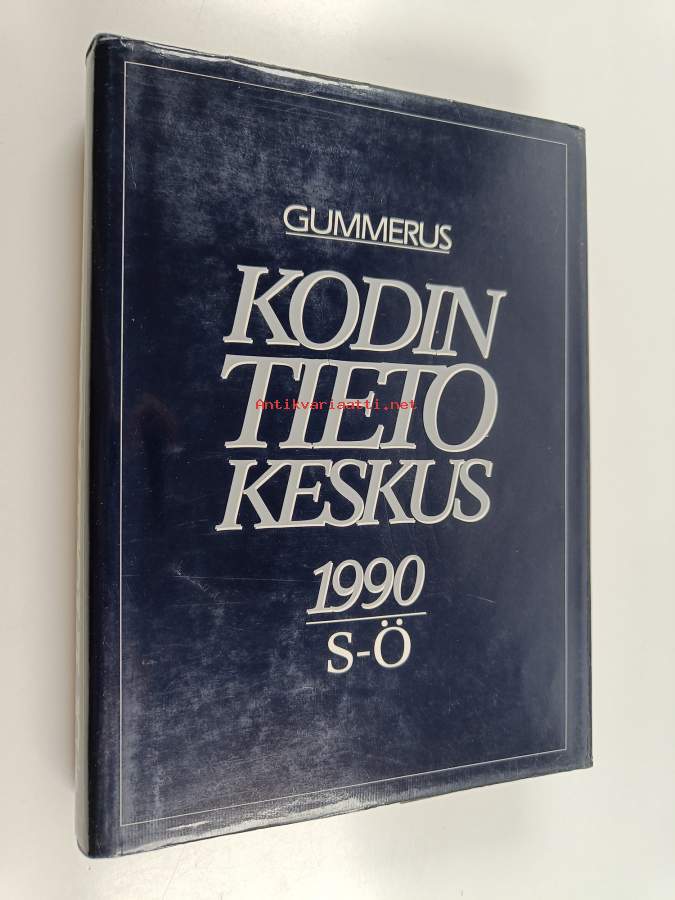 GUMMERUS
KODIN
TIETO
Antikvariaatti.net
KESKUS
1990
S-Ö